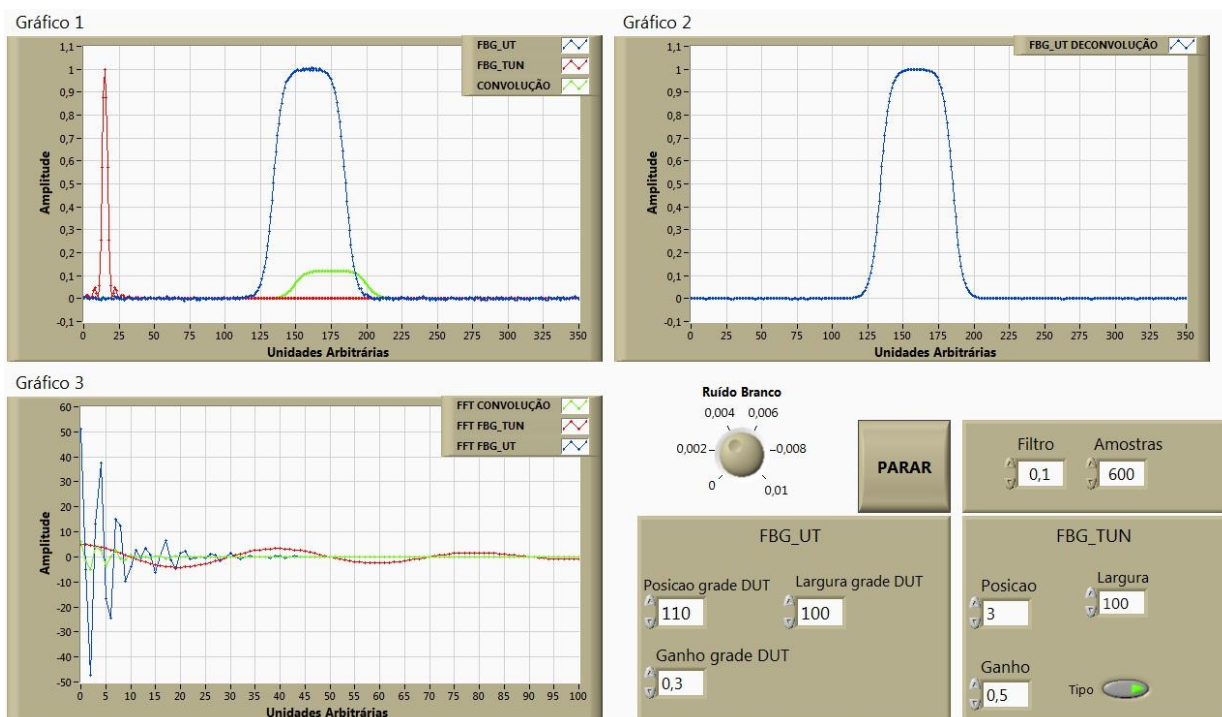 Gráfico 1
FBG_UT
FBG_TUN
CONVOLUÇÃO
Amplitude
1,1
1
0,9
0,8
0,7
0,6
0,5
0,4
0,3
0,2
0,1
0
-0,1
0 25 50 75 100 125 150 175 200 225 250 275 300 325 350
Unidades Arbitrárias
Gráfico 2
FBG_UT DECONVOLUÇÃO
Amplitude
1,1
1
0,9
0,8
0,7
0,6
0,5
0,4
0,3
0,2
0,1
0
-0,1
0 25 50 75 100 125 150 175 200 225 250 275 300 325 350
Unidades Arbitrárias
Gráfico 3
FFT CONVOLUÇÃO
FFT FBG_TUN
FFT FBG_UT
Amplitude
60
50
40
30
20
10
0
-10
-20
-30
-40
-50
0 5 10 15 20 25 30 35 40 45 50 55 60 65 70 75 80 85 90 95 100
Unidades Arbitrárias
Ruído Branco
0,004 0,006
0,002 0,008
0 0,01
PARAR
Filtro Amostras
0,1 600
FBG_UT
Posicao grade DUT Largura grade DUT
110 100
Ganho grade DUT
0,3
FBG_TUN
Posicao Largura
3 100
Ganho
0,5
Tipo